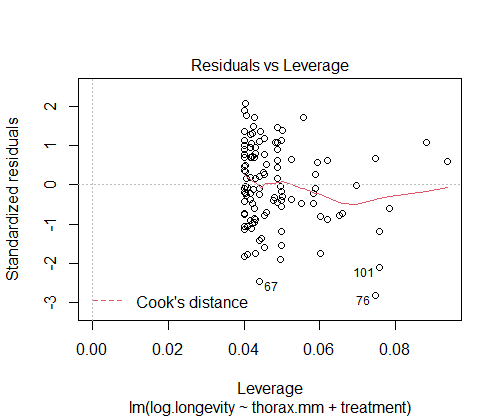 Residuals vs Leverage
Standardized residuals
2
1
0
-1
-2
-3
101
67
76
Cook's distance
0.00 0.02 0.04 0.06 0.08
Leverage
lm(log.longevity ~ thorax.mm + treatment)